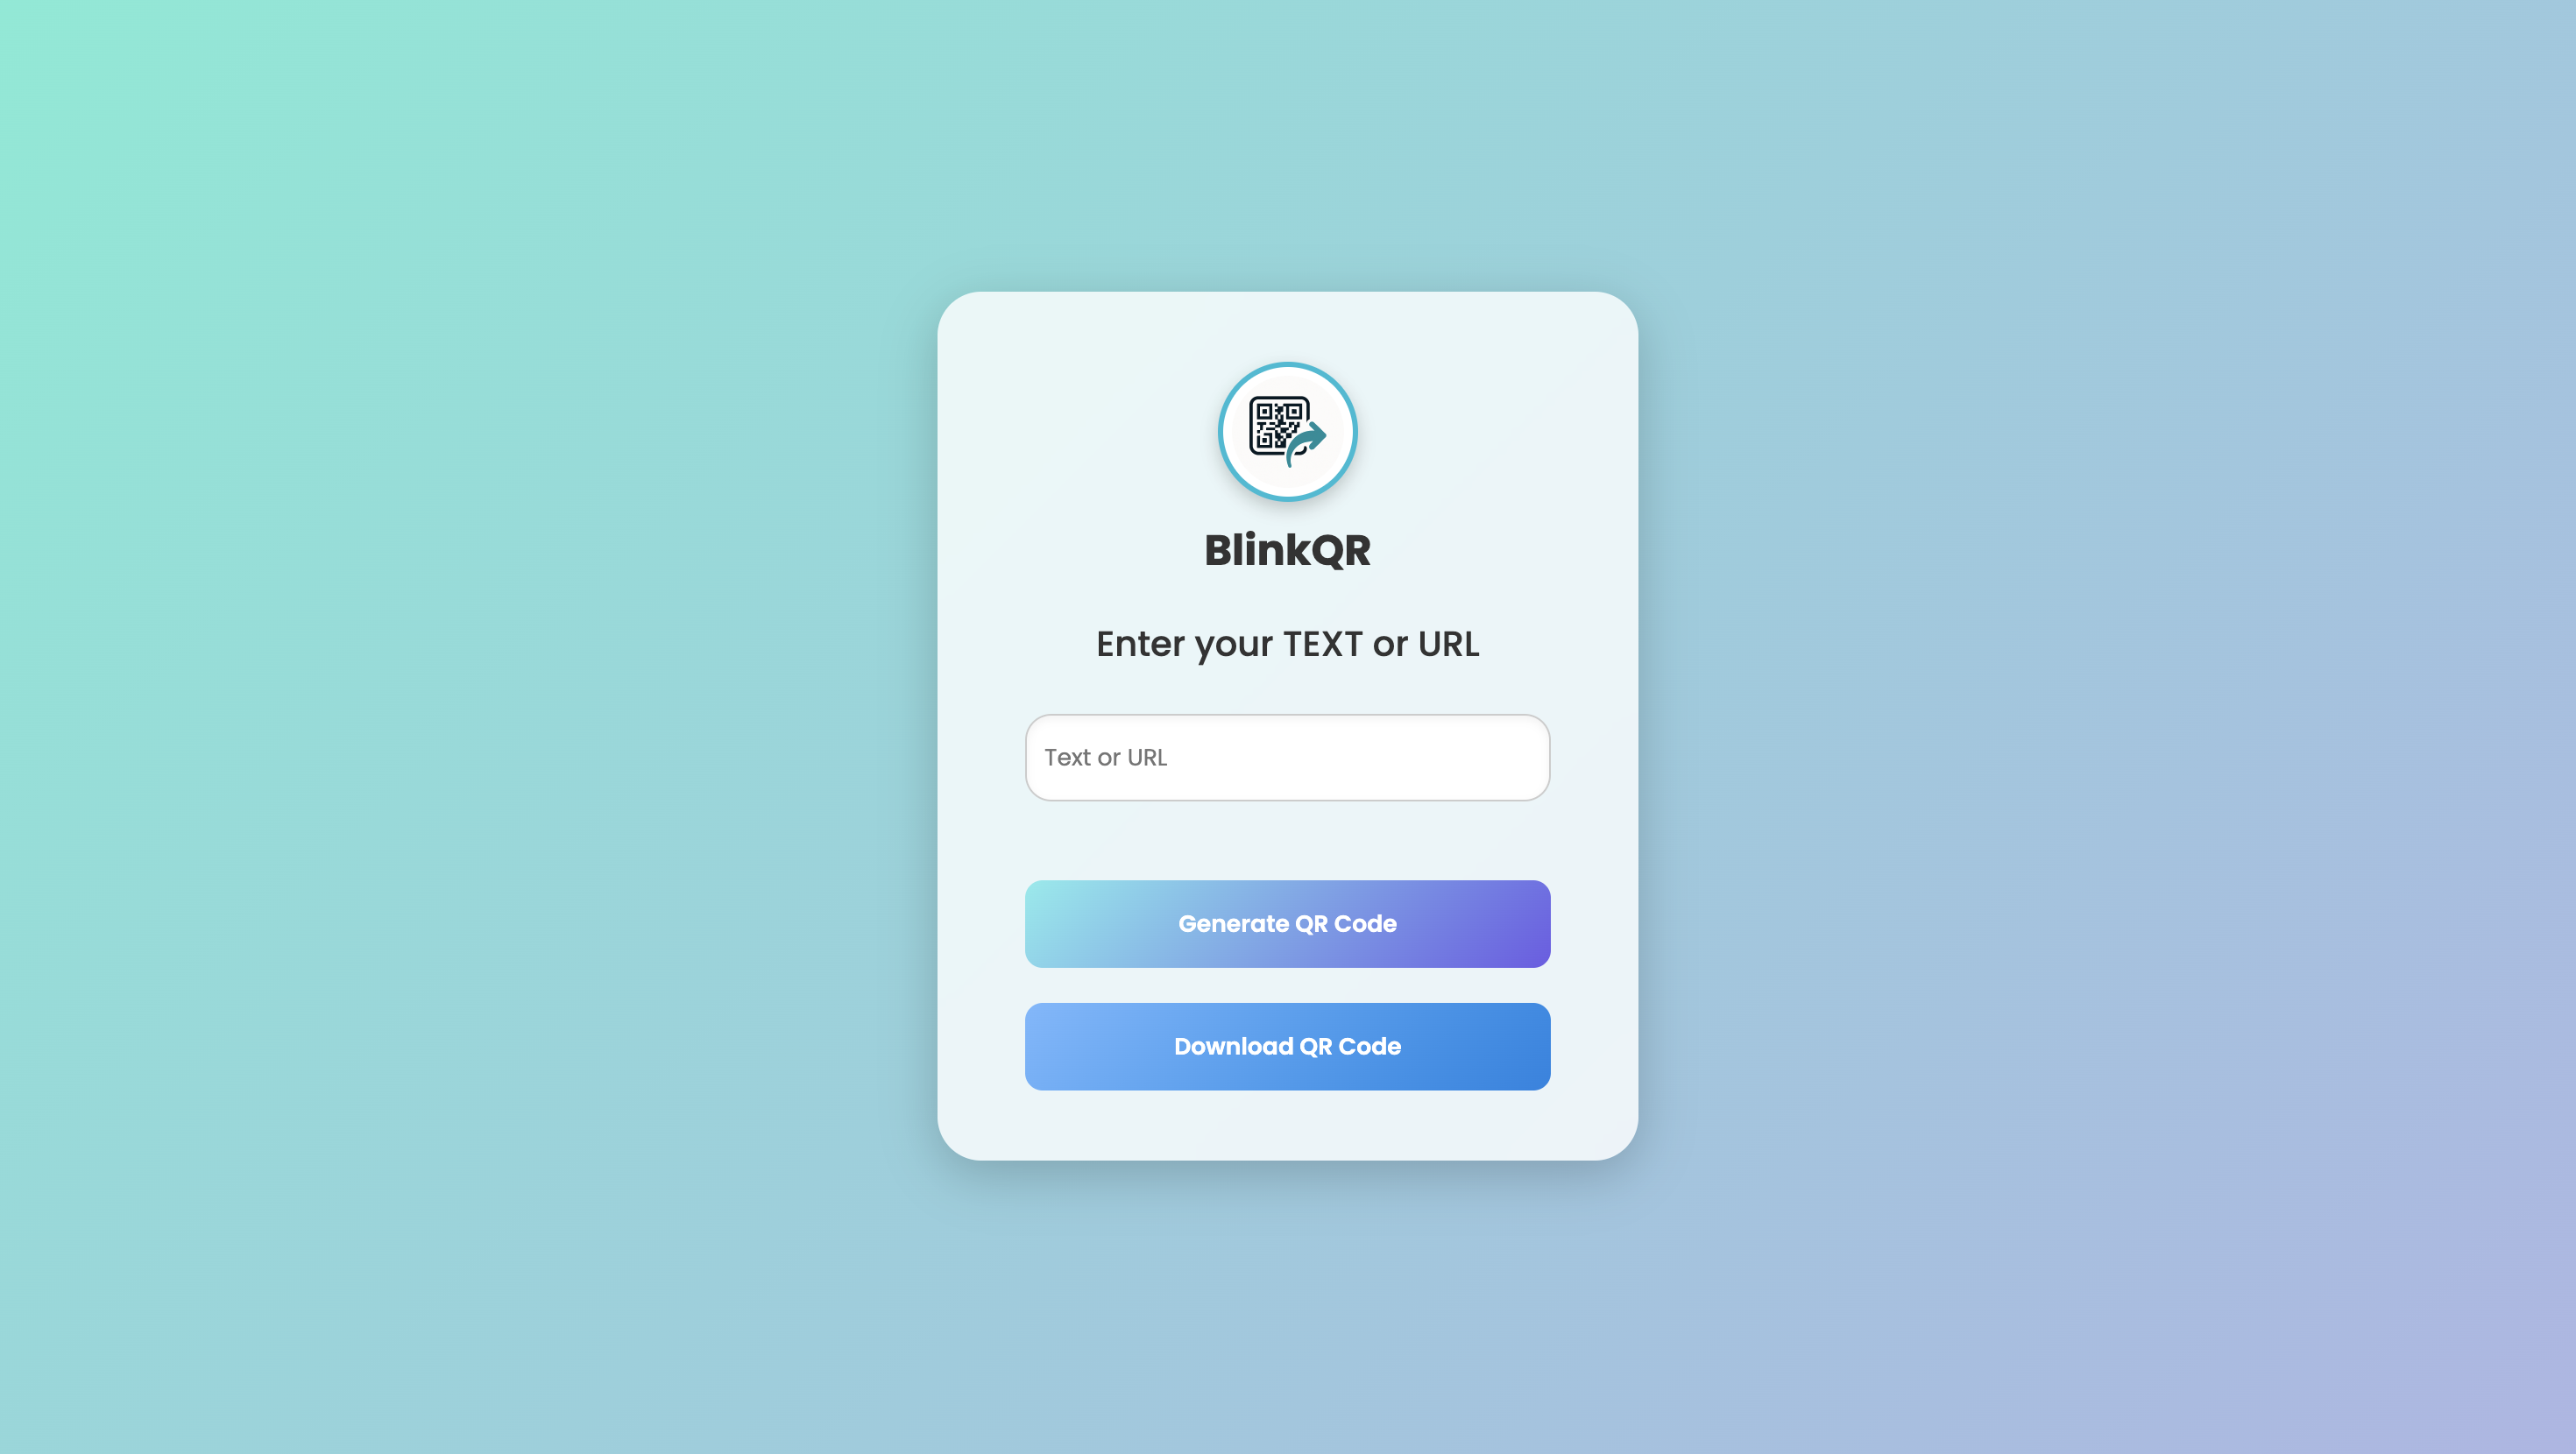 BlinkQR
Enter your TEXT or URL
Text or URL
Generate QR Code
Download QR Code